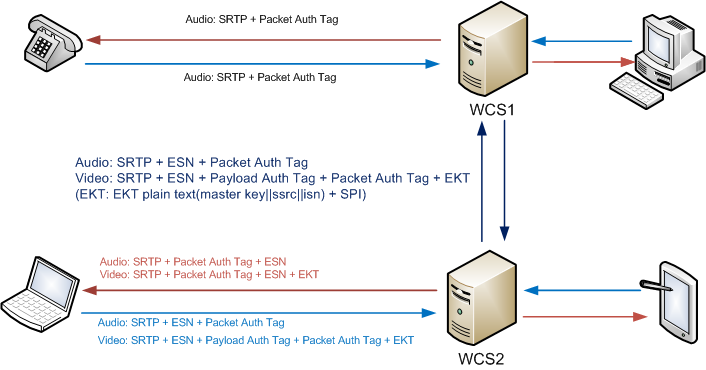 Audio: SRTP + Packet Auth Tag
Audio: SRTP + Packet Auth Tag
WCS1
Audio: SRTP + ESN + Packet Auth Tag
Video: SRTP + ESN + Payload Auth Tag + Packet Auth Tag + EKT
(EKT: EKT plain text(master key||ssrc||isn) + SPI)
Audio: SRTP + Packet Auth Tag + ESN
Video: SRTP + Packet Auth Tag + ESN + EKT
Audio: SRTP + ESN + Packet Auth Tag
Video: SRTP + ESN + Payload Auth Tag + Packet Auth Tag + EKT
WCS2